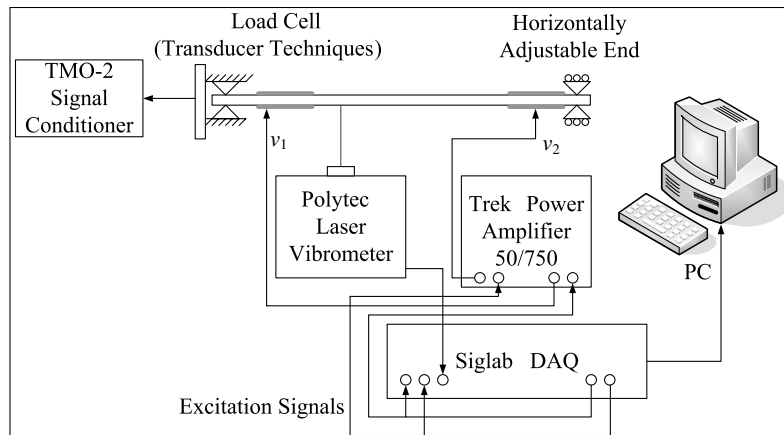 Load Cell
(Transducer Techniques)
Horizontally
Adjustable End
TMO-2
Signal
Conditioner
v1
v2
Polytec
Laser
Vibrometer
Trek Power
Amplifier
50/750
PC
Siglab DAQ
Excitation Signals